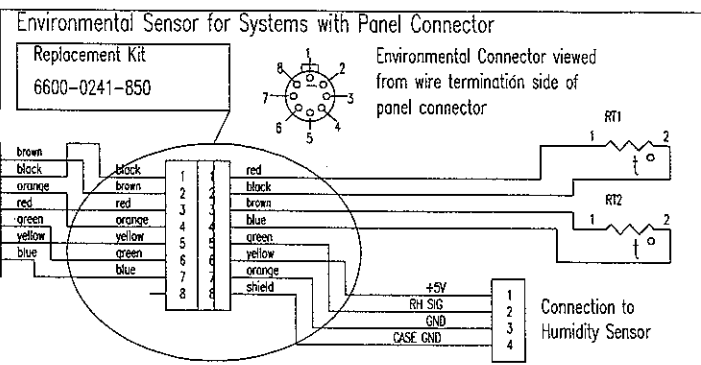 Environmental Sensor for Systems with Panel Connector
Replacement Kit
6600-0241-850
1
8 2
7 3
6 4
5
Environmental Connector viewed
from wire termination side of
panel connector
RT1
1 2
t °
RT2
1 2
t °
brown
black
orange
red
green
yellow
blue
black 1 1 red
brown 2 2 black
red 3 3 brown
orange 4 4 blue
yellow 5 5 green
green 6 6 yellow
blue 7 7 orange
8 8 shield
+5V 1
RH SIG 2
GND 3
CASE GND 4
Connection to
Humidity Sensor